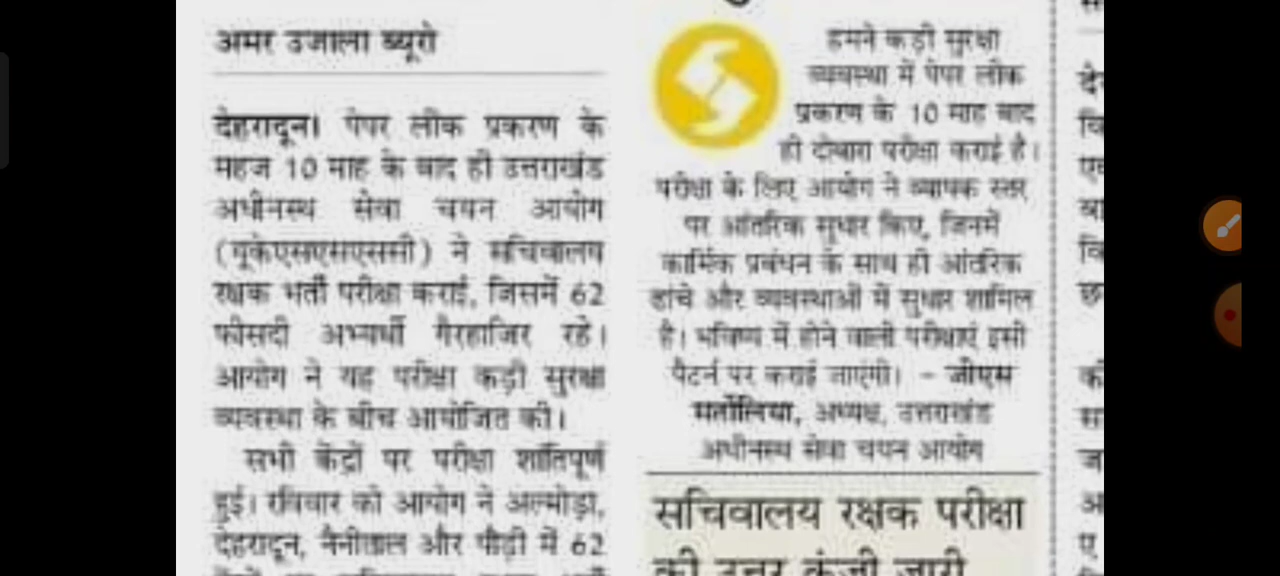 अमर उजाला ब्यूरो
देहरादून। पेपर लीक प्रकरण के
महज 10 माह के बाद ही उत्तराखंड
अधीनस्थ सेवा चयन आयोग
(यूकेएसएसएससी) ने सचिवालय
रक्षक भर्ती परीक्षा कराई, जिसमें 62
फीसदी अभ्यर्थी गैरहाजिर रहे।
आयोग ने यह परीक्षा कड़ी सुरक्षा
व्यवस्था के बीच आयोजित की।
सभी केंद्रों पर परीक्षा शांतिपूर्ण
हुई। रविवार को आयोग ने अल्मोड़ा,
देहरादून, नैनीताल और पौड़ी में 62
हमने कड़ी सुरक्षा
व्यवस्था में पेपर लीक
प्रकरण के 10 माह बाद
ही दोबारा परीक्षा कराई है।
परीक्षा के लिए आयोग ने व्यापक स्तर
पर आंतरिक सुधार किए, जिनमें
कार्मिक प्रबंधन के साथ ही आंतरिक
ढांचे और व्यवस्थाओं में सुधार शामिल
है। भविष्य में होने वाली परीक्षाएं इसी
पैटर्न पर कराई जाएंगी। - जीएस
मर्तोलिया, अध्यक्ष, उत्तराखंड
अधीनस्थ सेवा चयन आयोग
सचिवालय रक्षक परीक्षा
की उत्तर कुंजी जारी